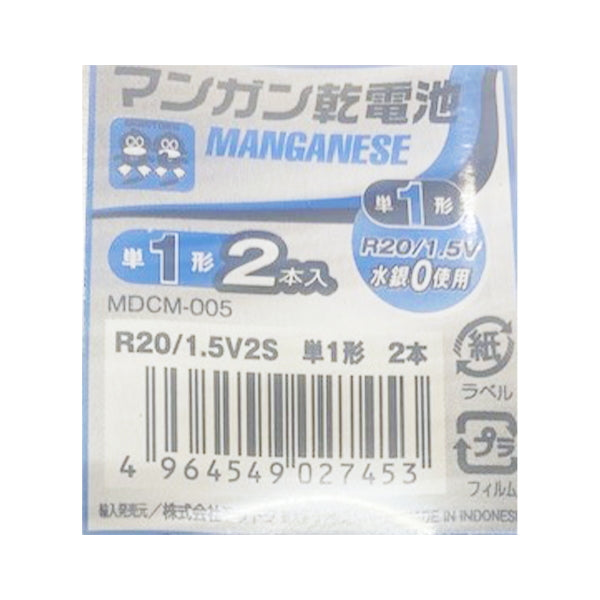 マンガン乾電池
MANGANESE
単1形
R20/1.5V
水銀0使用
単1形 2本入
MDCM-005
R20/1.5V2S 単1形 2本
紙
ラベル
4 964549 027453
プラ
フィルム
輸入発売元/株式会社 MADE IN INDONES